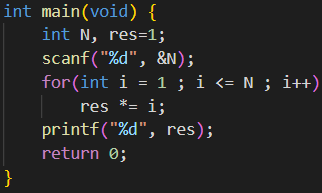 int main(void) {
    int N, res=1;
    scanf("%d", &N);
    for(int i = 1 ; i <= N ; i++)
        res *= i;
    printf("%d", res);
    return 0;
}